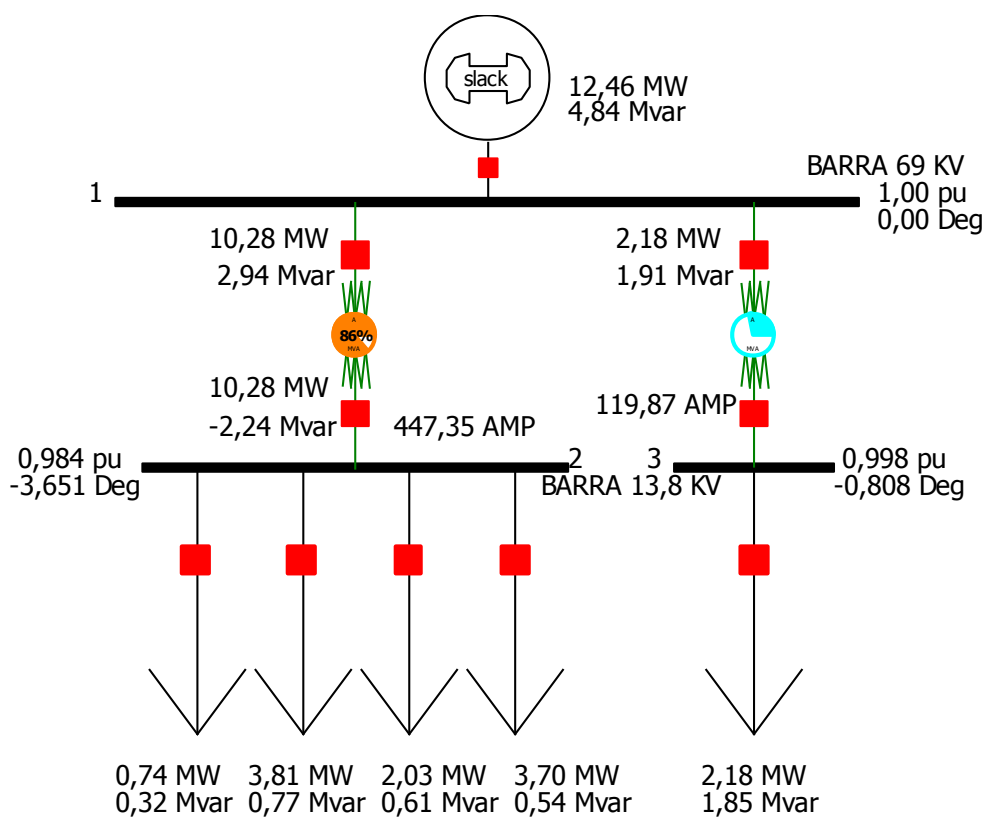 slack
12,46 MW
4,84 Mvar
BARRA 69 KV
1
1,00 pu
0,00 Deg
10,28 MW
2,94 Mvar
2,18 MW
1,91 Mvar
A
86%
MVA
A
MVA
10,28 MW
-2,24 Mvar
447,35 AMP
119,87 AMP
0,984 pu
-3,651 Deg
2
3
BARRA 13,8 KV
0,998 pu
-0,808 Deg
0,74 MW
0,32 Mvar
3,81 MW
0,77 Mvar
2,03 MW
0,61 Mvar
3,70 MW
0,54 Mvar
2,18 MW
1,85 Mvar